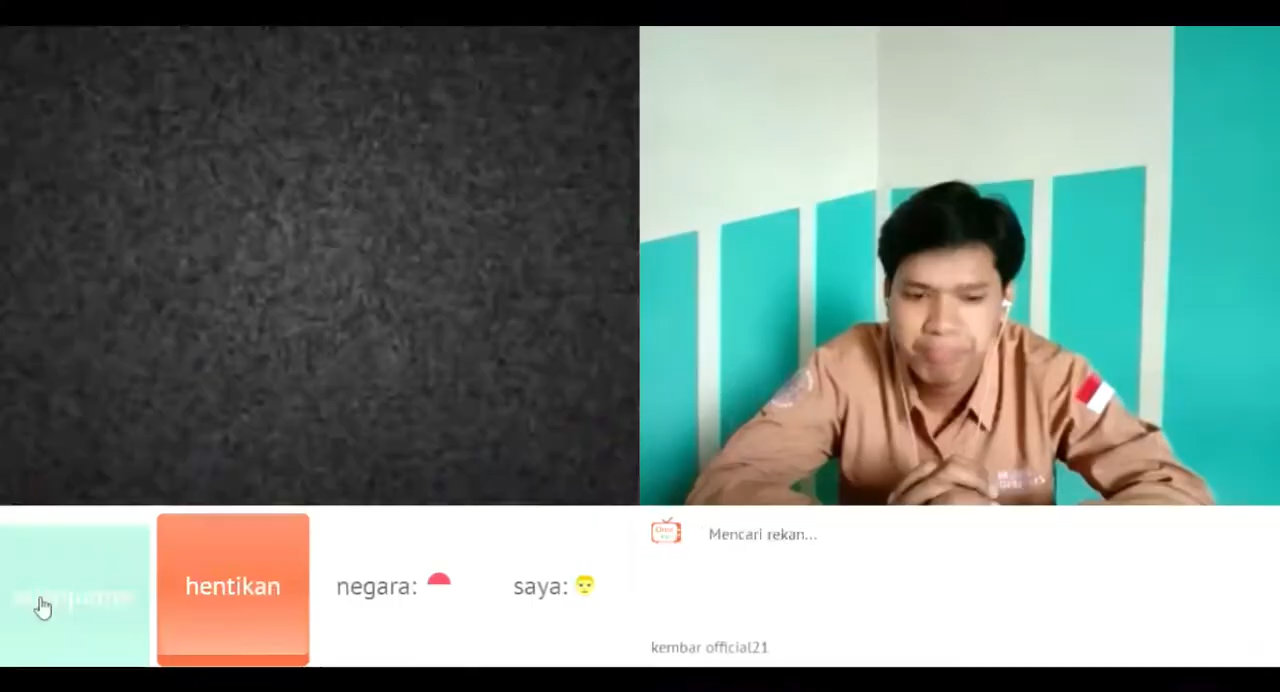 hentikan
negara:
saya:
Mencari rekan...
kembar official21